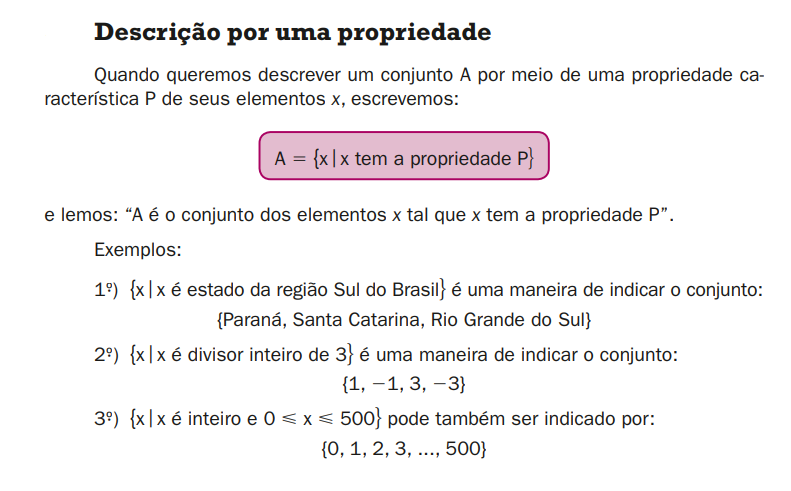 Descrição por uma propriedade
Quando queremos descrever um conjunto A por meio de uma propriedade ca-
racterística P de seus elementos x, escrevemos:
A = {x | x tem a propriedade P}
e lemos: “A é o conjunto dos elementos x tal que x tem a propriedade P”.
Exemplos:
1º) {x | x é estado da região Sul do Brasil} é uma maneira de indicar o conjunto:
{Paraná, Santa Catarina, Rio Grande do Sul}
2º) {x | x é divisor inteiro de 3} é uma maneira de indicar o conjunto:
{1, −1, 3, −3}
3º) {x | x é inteiro e 0 ⩽ x ⩽ 500} pode também ser indicado por:
{0, 1, 2, 3, ..., 500}